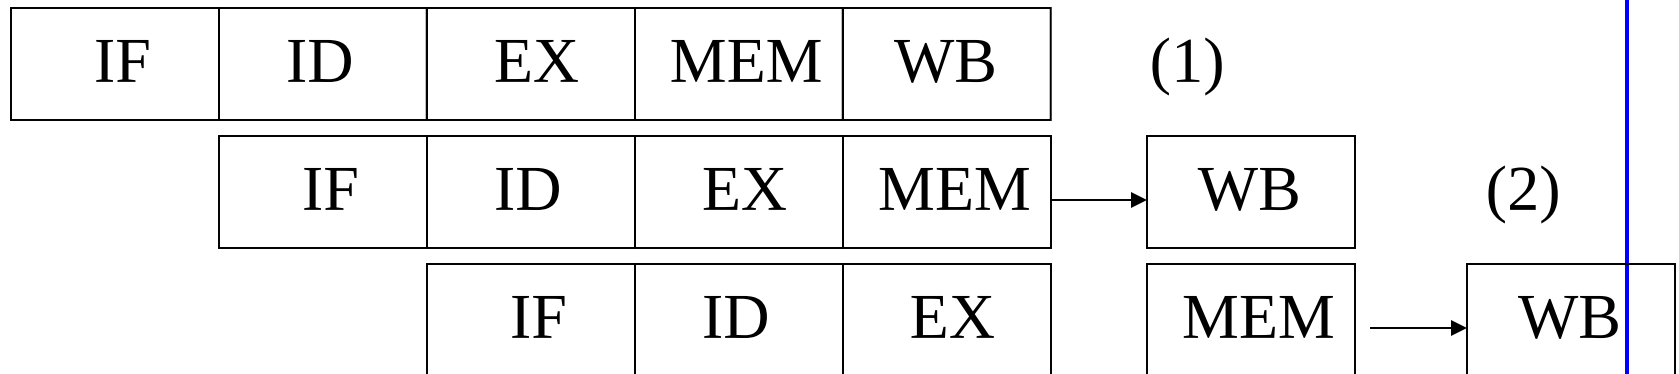 IF ID EX MEM WB (1)
IF ID EX MEM WB (2)
IF ID EX MEM WB